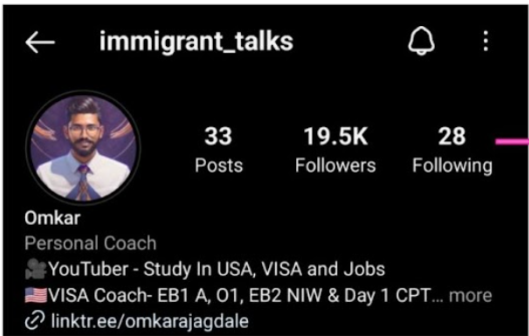 immigrant_talks
33 19.5K 28
Posts Followers Following
Omkar
Personal Coach
🎥YouTuber - Study In USA, VISA and Jobs
🇺🇸VISA Coach- EB1 A, O1, EB2 NIW & Day 1 CPT... more
linktr.ee/omkarajagdale